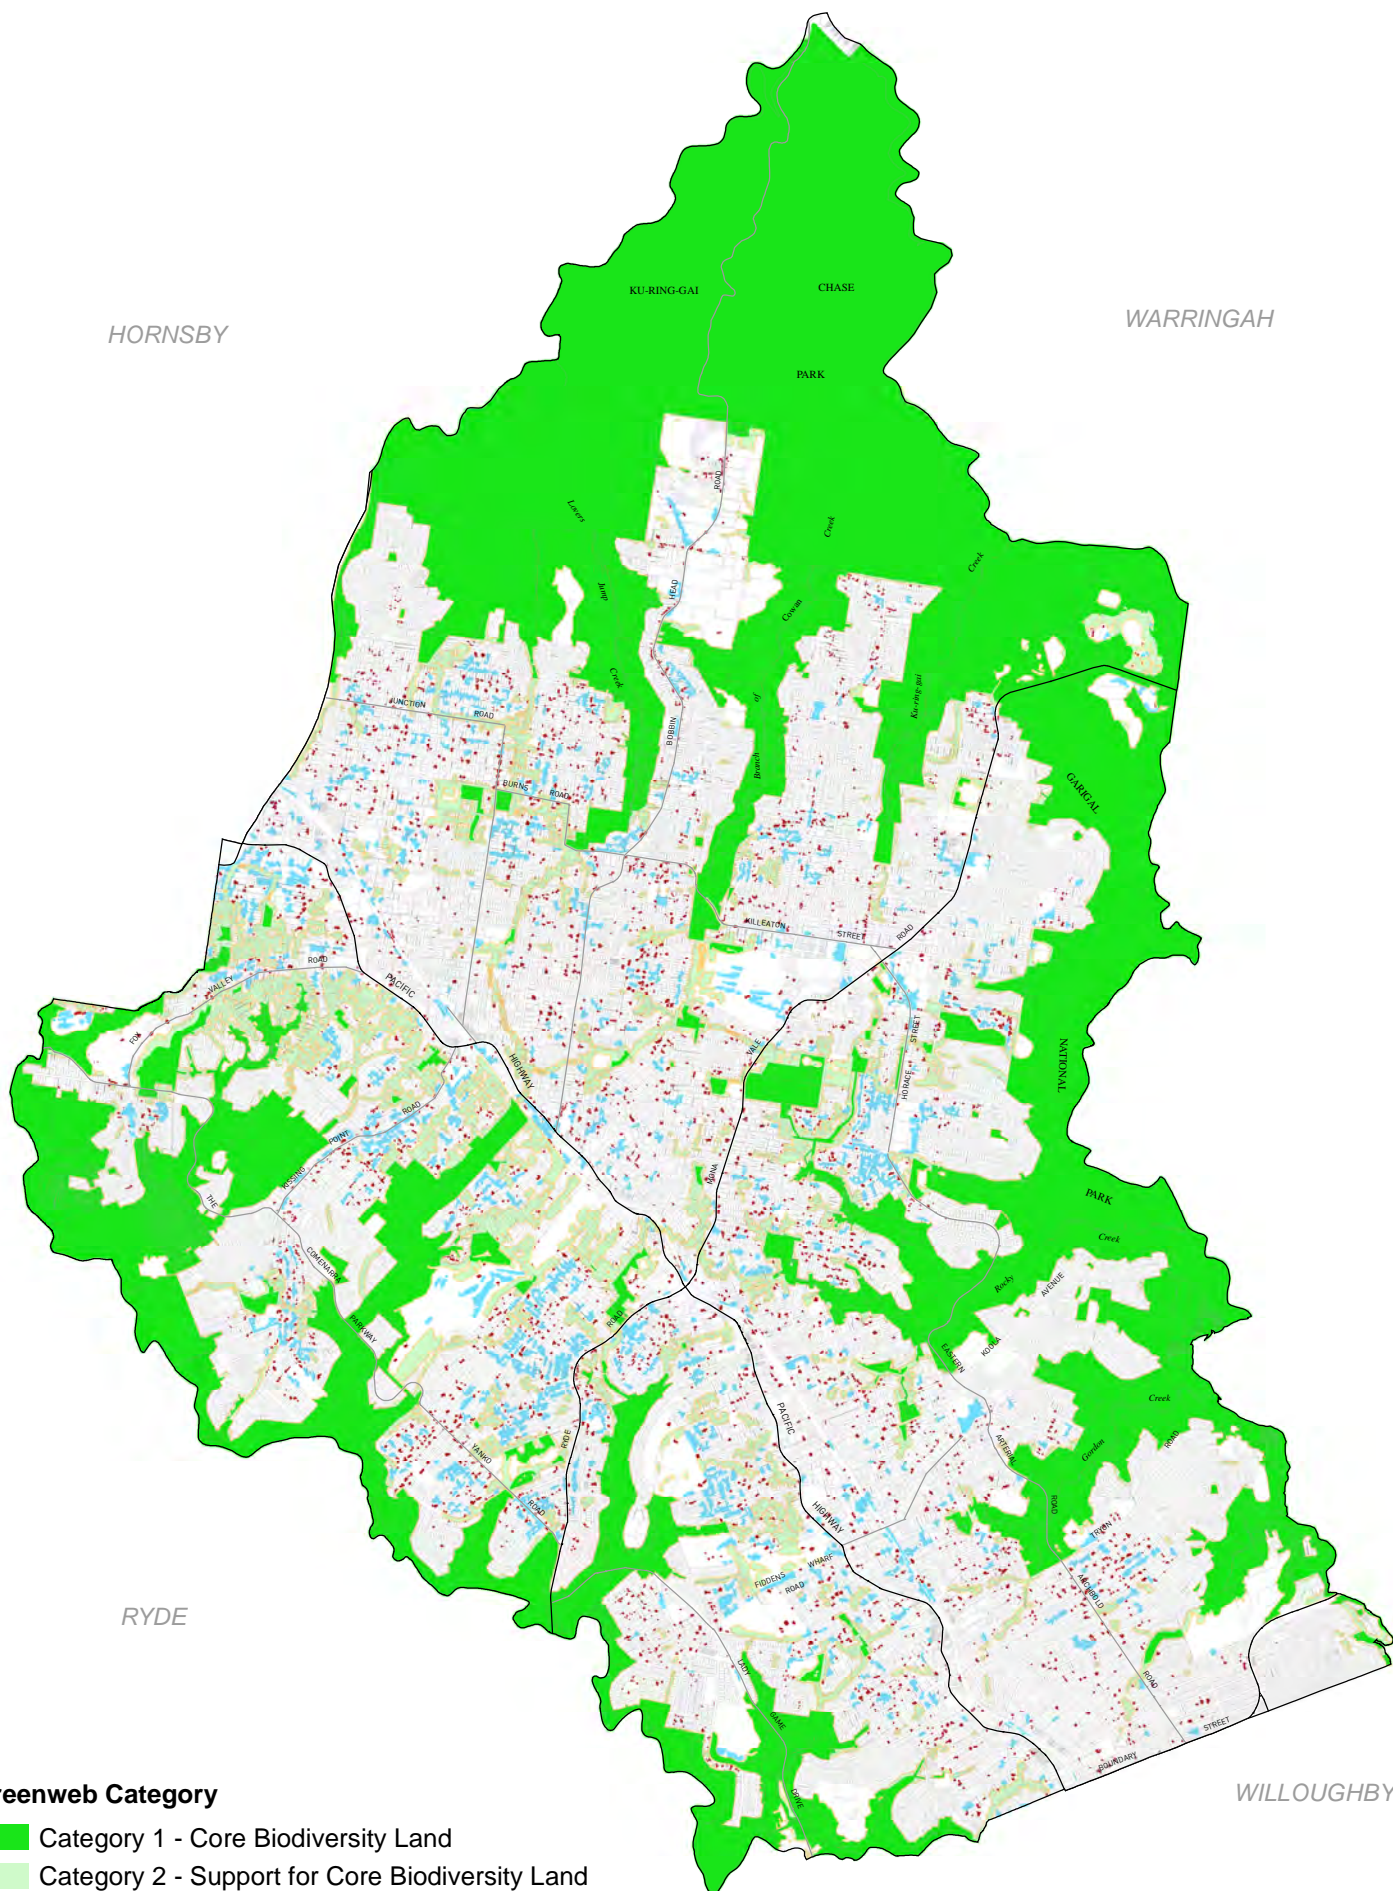 KU-RING-GAI
CHASE
HORNSBY
WARRINGAH
PARK
ROAD
Lovers
Creek
Creek
Jump
HEAD
Cowan
Creek
Ku-ring-gai
of
JUNCTION
ROAD
BOBBIN
Branch
GARIGAL
BURNS
ROAD
KILLEATON
STREET
ROAD
ROAD
VALLEY
PACIFIC
FOX
STREET
YALE
NATIONAL
HIGHWAY
HORACE
ROAD
POINT
KISSING
MONA
THE
PARK
Creek
COMENARRA
Rocky
AVENUE
PARKWAY
ROAD
KOOLA
EASTERN
Creek
PACIFIC
RYDE
ROAD
ARTERIAL
Gordon
YANKO
ROAD
ROAD
HIGHWAY
TRYON
WHARF
FIDDENS
ROAD
ARCHBOLD
RYDE
LADY
ROAD
GAME
STREET
BOUNDARY
DRIVE
WILLOUGHBY
reenweb Category
Category 1 - Core Biodiversity Land
Category 2 - Support for Core Biodiversity Land